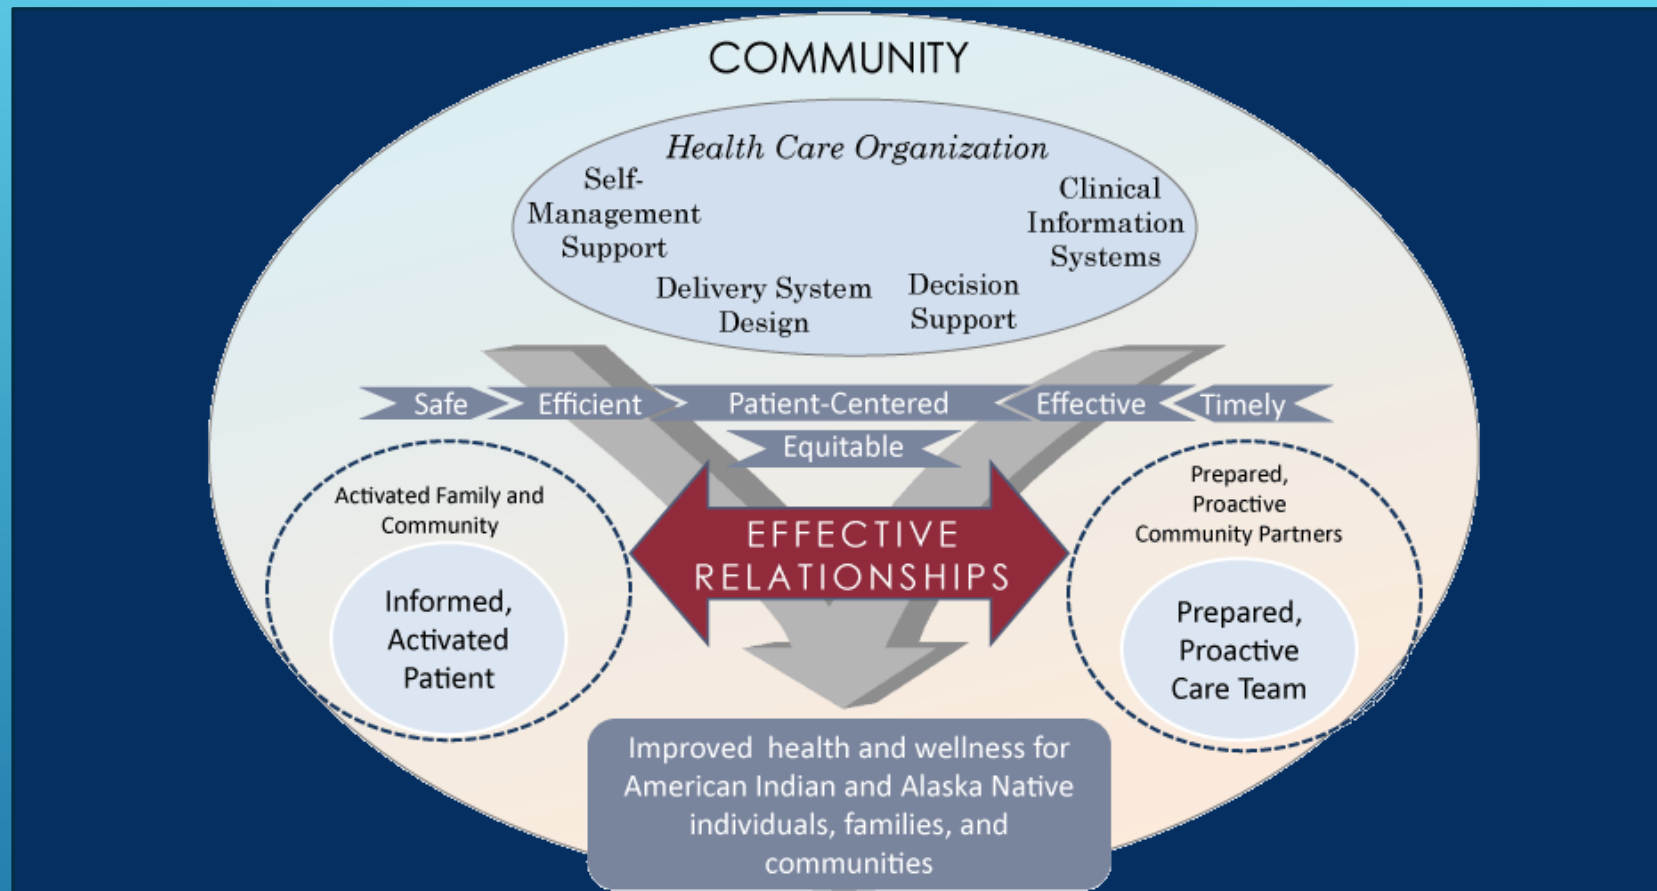 COMMUNITY
Health Care Organization
Self-
Management
Support
Clinical
Information
Systems
Delivery System
Design
Decision
Support
Safe
Efficient
Patient-Centered
Effective
Timely
Equitable
Activated Family and
Community
Informed,
Activated
Patient
EFFECTIVE
RELATIONSHIPS
Prepared,
Proactive
Community Partners
Prepared,
Proactive
Care Team
Improved health and wellness for
American Indian and Alaska Native
individuals, families, and
communities